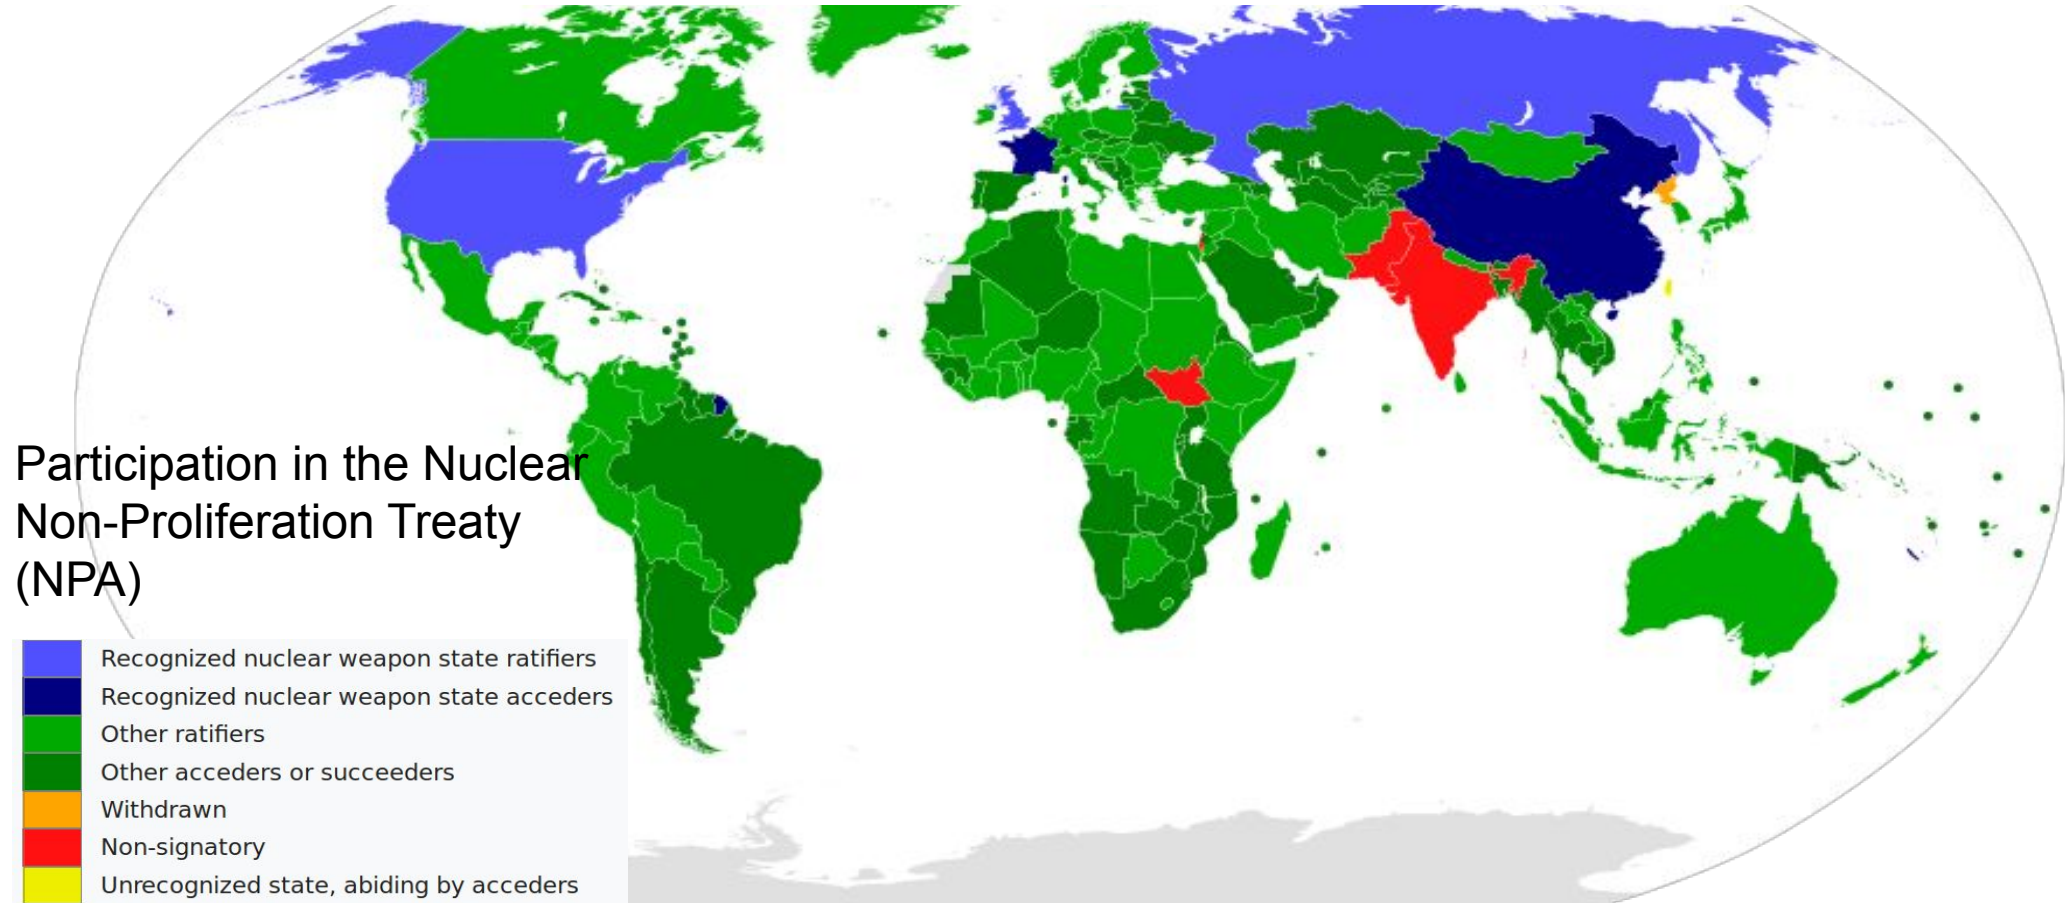 Participation in the Nuclear
Non-Proliferation Treaty
(NPA)
Recognized nuclear weapon state ratifiers
Recognized nuclear weapon state acceders
Other ratifiers
Other acceders or succeeders
Withdrawn
Non-signatory
Unrecognized state, abiding by acceders